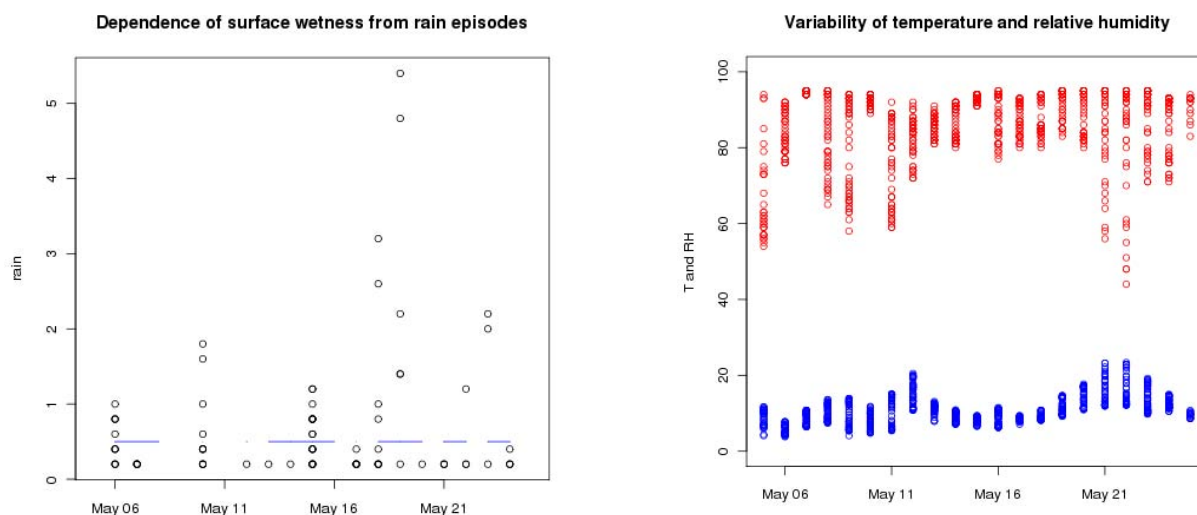 Dependence of surface wetness from rain episodes
rain
0
1
2
3
4
5
May 06
May 11
May 16
May 21
Variability of temperature and relative humidity
T and RH
0
20
40
60
80
100
May 06
May 11
May 16
May 21